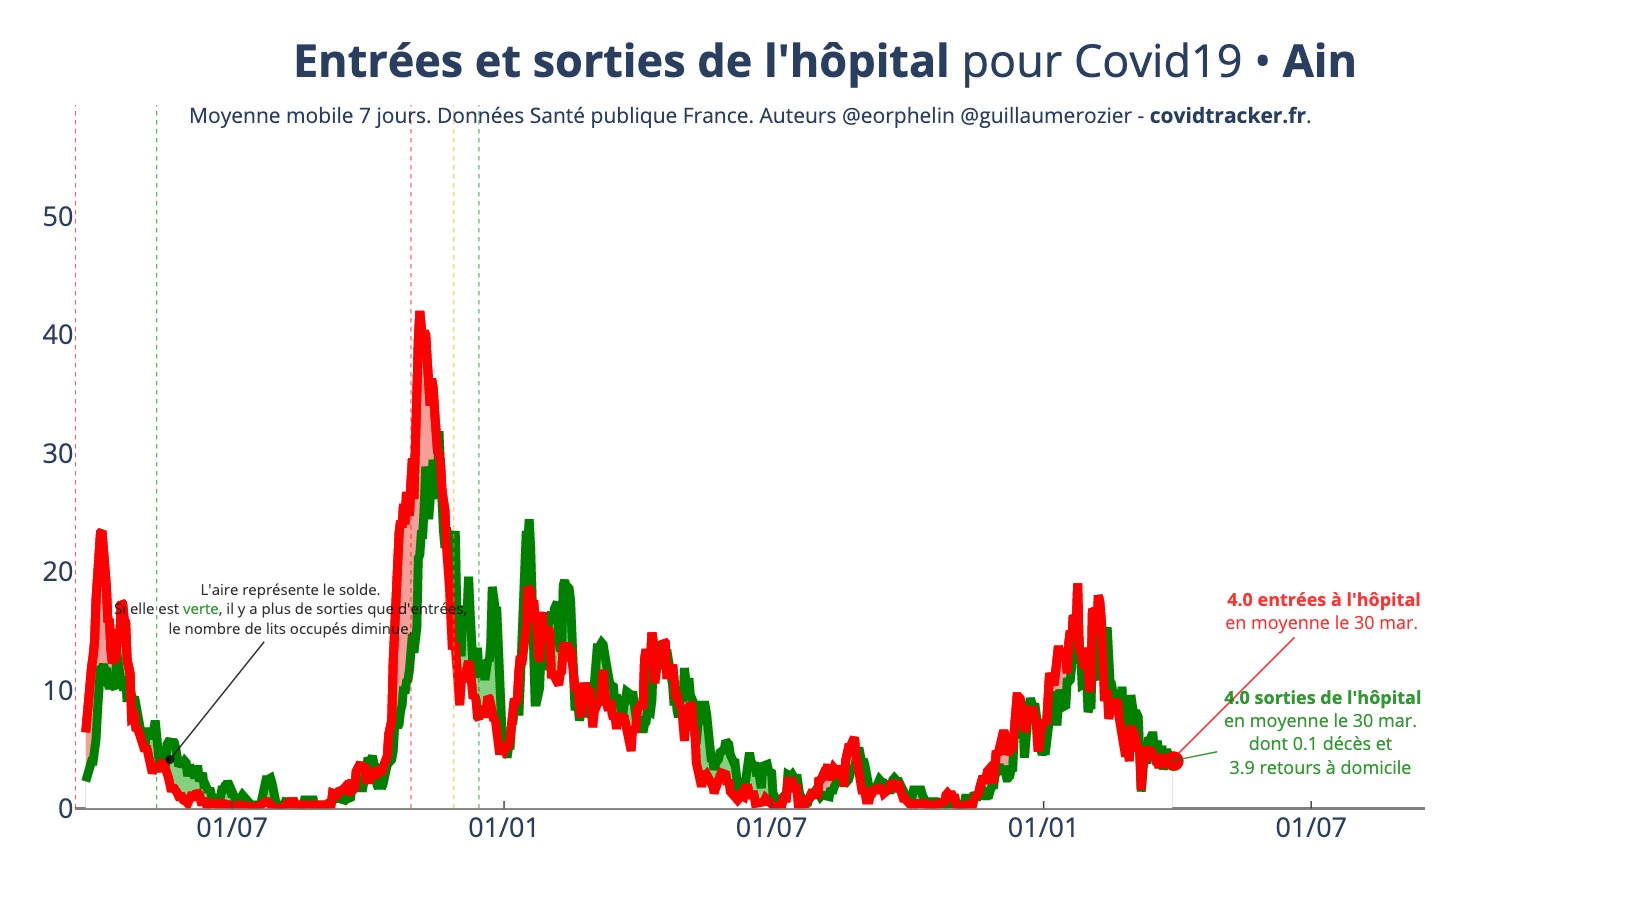 Entrées et sorties de l'hôpital pour Covid19 • Ain
Moyenne mobile 7 jours. Données Santé publique France. Auteurs @eorphelin @guillaumerozier - covidtracker.fr.
50
40
30
20
10
0
L'aire représente le solde.
Si elle est verte, il y a plus de sorties que d'entrées,
le nombre de lits occupés diminue.
4.0 entrées à l'hôpital
en moyenne le 30 mar.
4.0 sorties de l'hôpital
en moyenne le 30 mar.
dont 0.1 décès et
3.9 retours à domicile
01/07
01/01
01/07
01/01
01/07